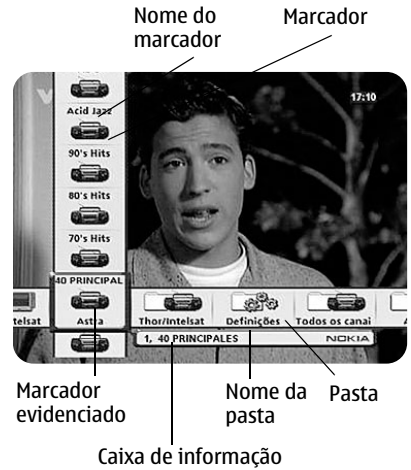 Nome do
marcador
Marcador
17:10
Acid Jazz
90's Hits
80's Hits
70's Hits
40 PRINCIPAL
telsat
Astra
Thor/Intelsat
Definições
Todos os canai
1, 40 PRINCIPALES
NOKIA
Marcador
evidenciado
Nome da
pasta
Pasta
Caixa de informação